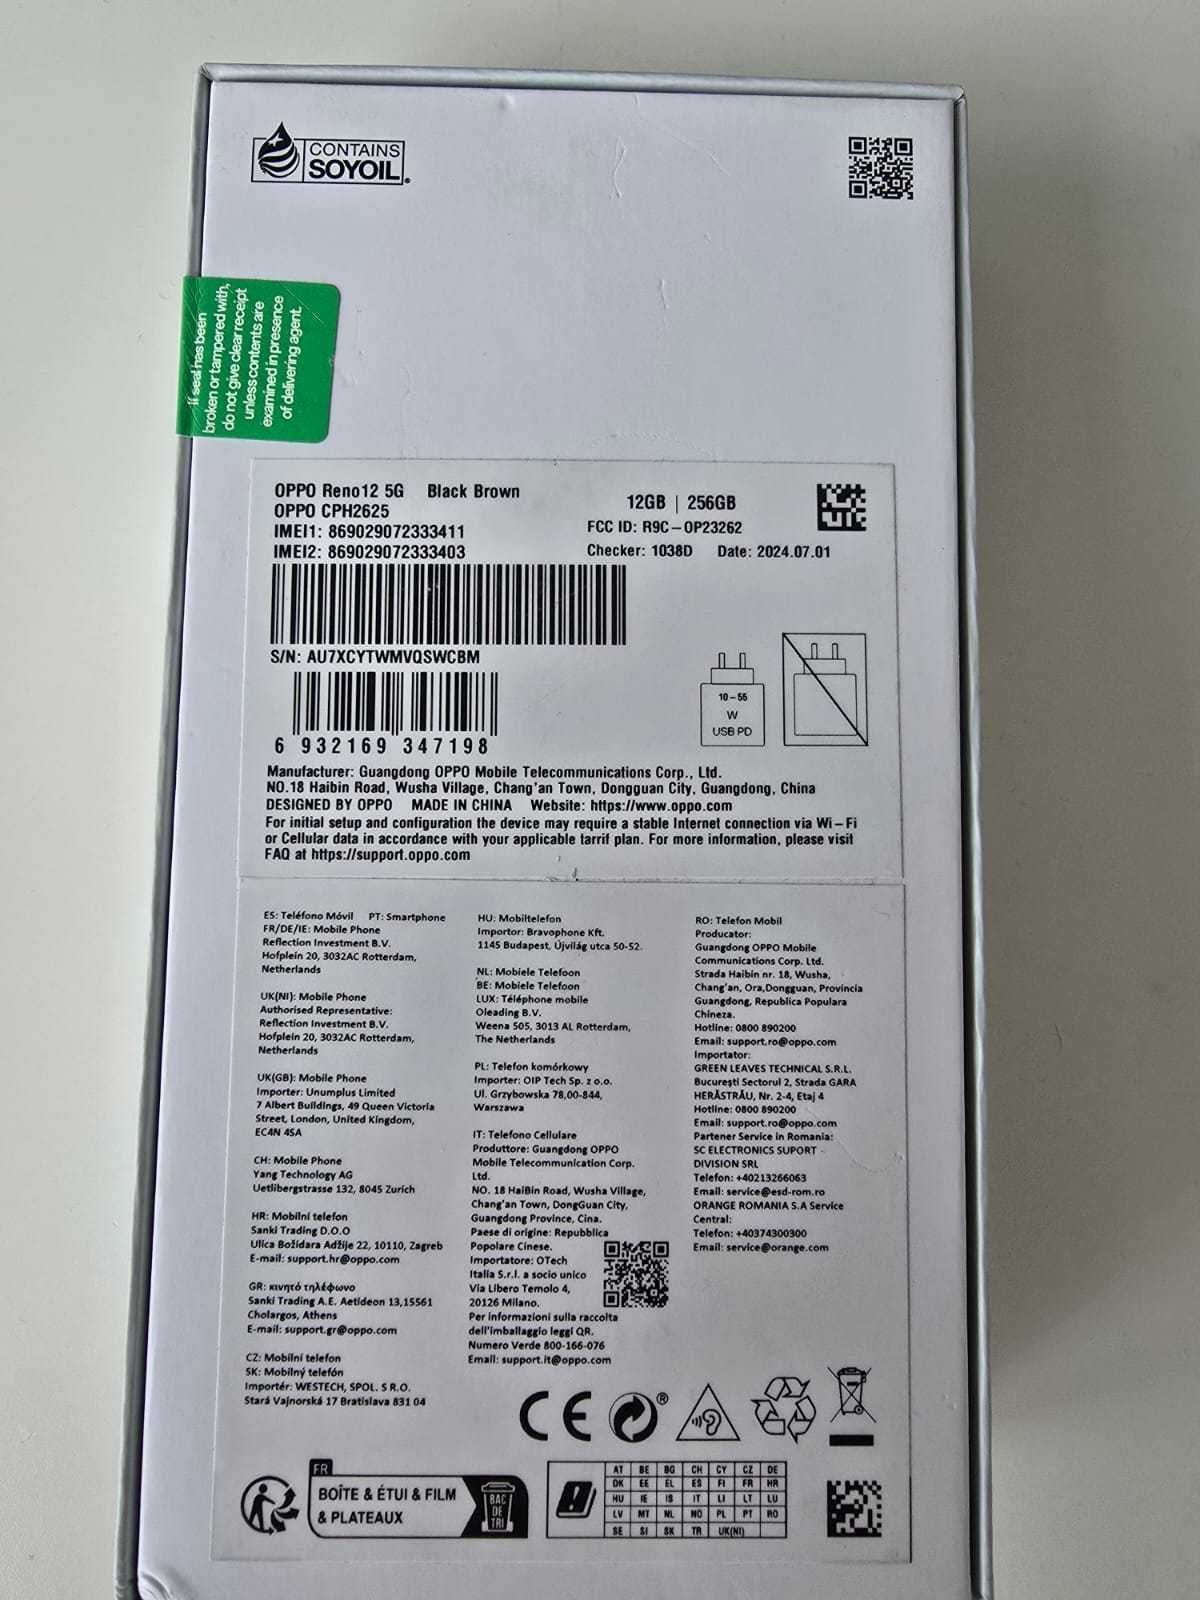 CONTAINS
SOYOIL
If seal has been
broken or tampered with,
do not give clear receipt
unless contents are
examined in presence
of delivering agent.
OPPO Reno12 5G Black Brown
OPPO CPH2625
IMEI1: 869029072333411
IMEI2: 869029072333403
12GB | 256GB
FCC ID: R9C-OP23262
Checker: 1038D Date: 2024.07.01
S/N: AU7XCYTWMVQSWCBM
6 932169 347198
10-55
W
USB PD
Manufacturer: Guangdong OPPO Mobile Telecommunications Corp., Ltd.
NO.18 Haibin Road, Wusha Village, Chang'an Town, Dongguan City, Guangdong, China
DESIGNED BY OPPO MADE IN CHINA Website: https://www.oppo.com
For initial setup and configuration the device may require a stable Internet connection via Wi-Fi
or Cellular data in accordance with your applicable tarrif plan. For more information, please visit
FAQ at https://support.oppo.com
ES: Teléfono Móvil PT: Smartphone
FR/DE/IE: Mobile Phone
Reflection Investment B.V.
Hofplein 20, 3032AC Rotterdam,
Netherlands
UK(NI): Mobile Phone
Authorised Representative:
Reflection Investment B.V.
Hofplein 20, 3032AC Rotterdam,
Netherlands
UK(GB): Mobile Phone
Importer: Unumplus Limited
7 Albert Buildings, 49 Queen Victoria
Street, London, United Kingdom,
EC4N 4SA
CH: Mobile Phone
Yang Technology AG
Uetlibergstrasse 132, 8045 Zurich
HR: Mobilni telefon
Sanki Trading D.O.O
Ulica Božidara Adžije 22, 10110, Zagreb
E-mail: support.hr@oppo.com
GR: κινητό τηλέφωνο
Sanki Trading A.E. Aetideon 13,15561
Cholargos, Athens
E-mail: support.gr@oppo.com
CZ: Mobilní telefon
SK: Mobilný telefón
Importér: WESTECH, SPOL. S R.O.
Stará Vajnorská 17 Bratislava 831 04
HU: Mobiltelefon
Importor: Bravophone Kft.
1145 Budapest, Újvilág utca 50-52.
NL: Mobiele Telefoon
BE: Mobiele Telefoon
LUX: Téléphone mobile
Oleading B.V.
Weena 505, 3013 AL Rotterdam,
The Netherlands
PL: Telefon komórkowy
Importer: OIP Tech Sp. z o.o.
Ul. Grzybowska 78,00-844,
Warszawa
IT: Telefono Cellulare
Produttore: Guangdong OPPO
Mobile Telecommunication Corp.
Ltd.
NO. 18 HaiBin Road, Wusha Village,
Chang'an Town, DongGuan City,
Guangdong Province, Cina.
Paese di origine: Repubblica
Popolare Cinese.
Importatore: OTech
Italia S.r.l. a socio unico
Via Libero Temolo 4,
20126 Milano.
Per informazioni sulla raccolta
dell'imballaggio leggi QR.
Numero Verde 800-166-076
Email: support.it@oppo.com
RO: Telefon Mobil
Producator:
Guangdong OPPO Mobile
Communications Corp. Ltd.
Strada Haibin nr. 18, Wusha,
Chang'an, Ora,Dongguan, Provincia
Guangdong, Republica Populara
Chineza.
Hotline: 0800 890200
Email: support.ro@oppo.com
Importator:
GREEN LEAVES TECHNICAL S.R.L.
București Sectorul 2, Strada GARA
HERĂSTRĂU, Nr. 2-4, Etaj 4
Hotline: 0800 890200
Email: support.ro@oppo.com
Partener Service in Romania:
SC ELECTRONICS SUPORT
DIVISION SRL
Telefon: +40213266063
Email: service@esd-rom.ro
ORANGE ROMANIA S.A Service
Central:
Telefon: +40374300300
Email: service@orange.com
CE
FR
BOÎTE & ÉTUI & FILM
& PLATEAUX
BAC
DE
TRI
AT BE BG CH CY CZ DE
DK EE EL ES FI FR HR
HU IE IS IT LI LT LU
LV MT NL NO PL PT RO
SE SI SK TR UK(NI)